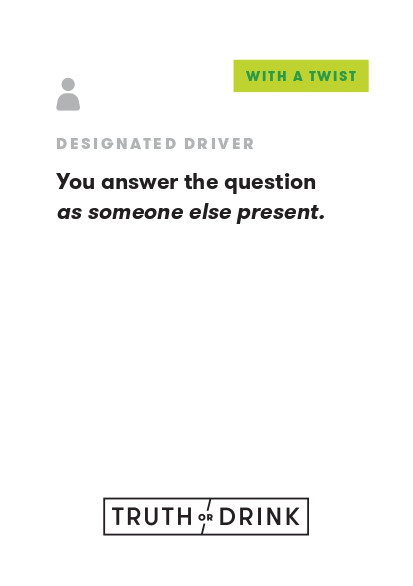 WITH A TWIST
DESIGNATED DRIVER
You answer the question
as someone else present.
TRUTH OR DRINK